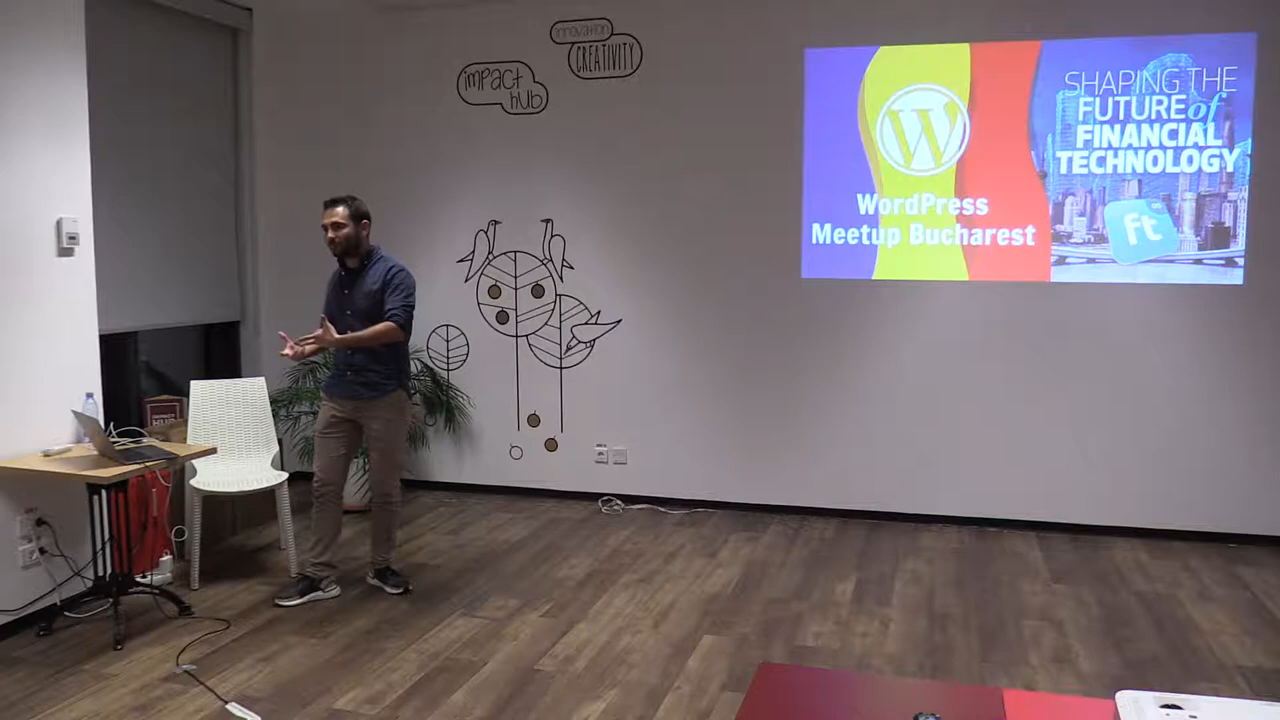 innovation
CREATIVITY
impact
hub
SHAPING THE
FUTURE of
FINANCIAL
TECHNOLOGY
W
WordPress
Meetup Bucharest
ft